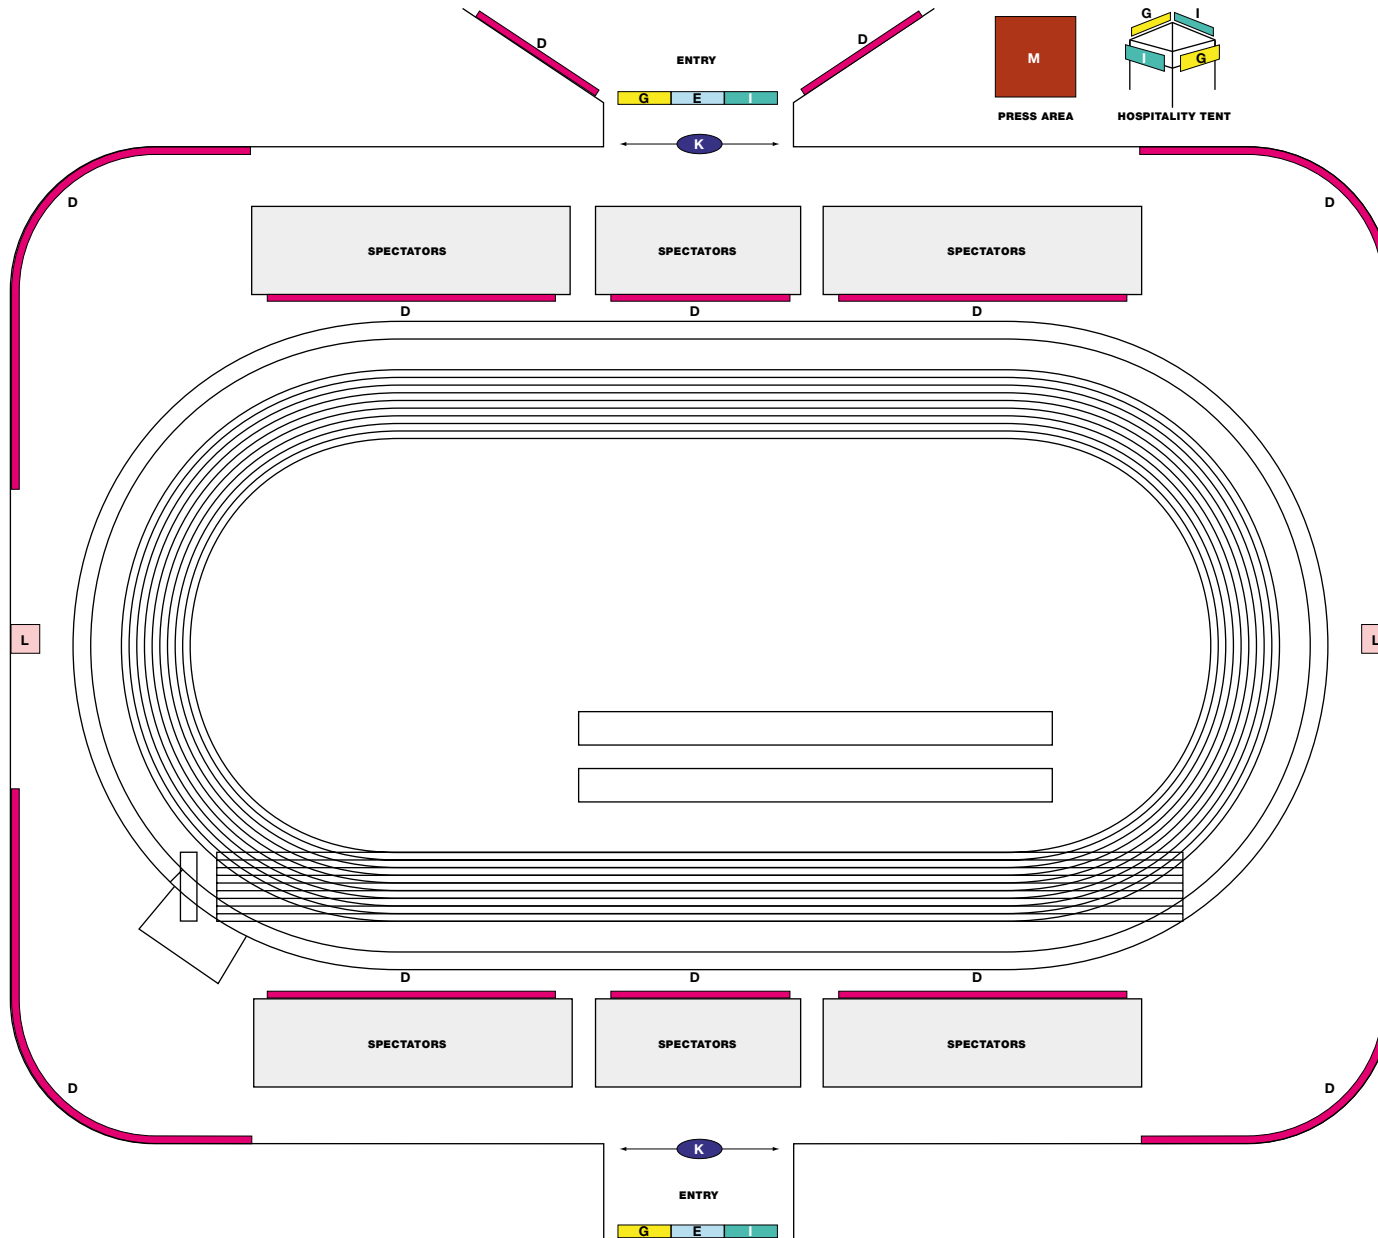 G I
D D
ENTRY
M
I G
G E I
PRESS AREA HOSPITALITY TENT
K
D D
SPECTATORS SPECTATORS SPECTATORS
D D D
L L
D D D
SPECTATORS SPECTATORS SPECTATORS
D D
K
ENTRY
G E I